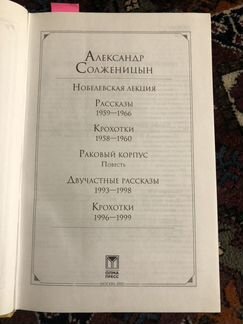 Александр
Солженицын
Нобелевская лекция
Рассказы
1959—1966
Крохотки
1958—1960
Раковый корпус
Повесть
Двучастные рассказы
1993—1998
Крохотки
1996—1999
ОЛМА
ПРЕСС